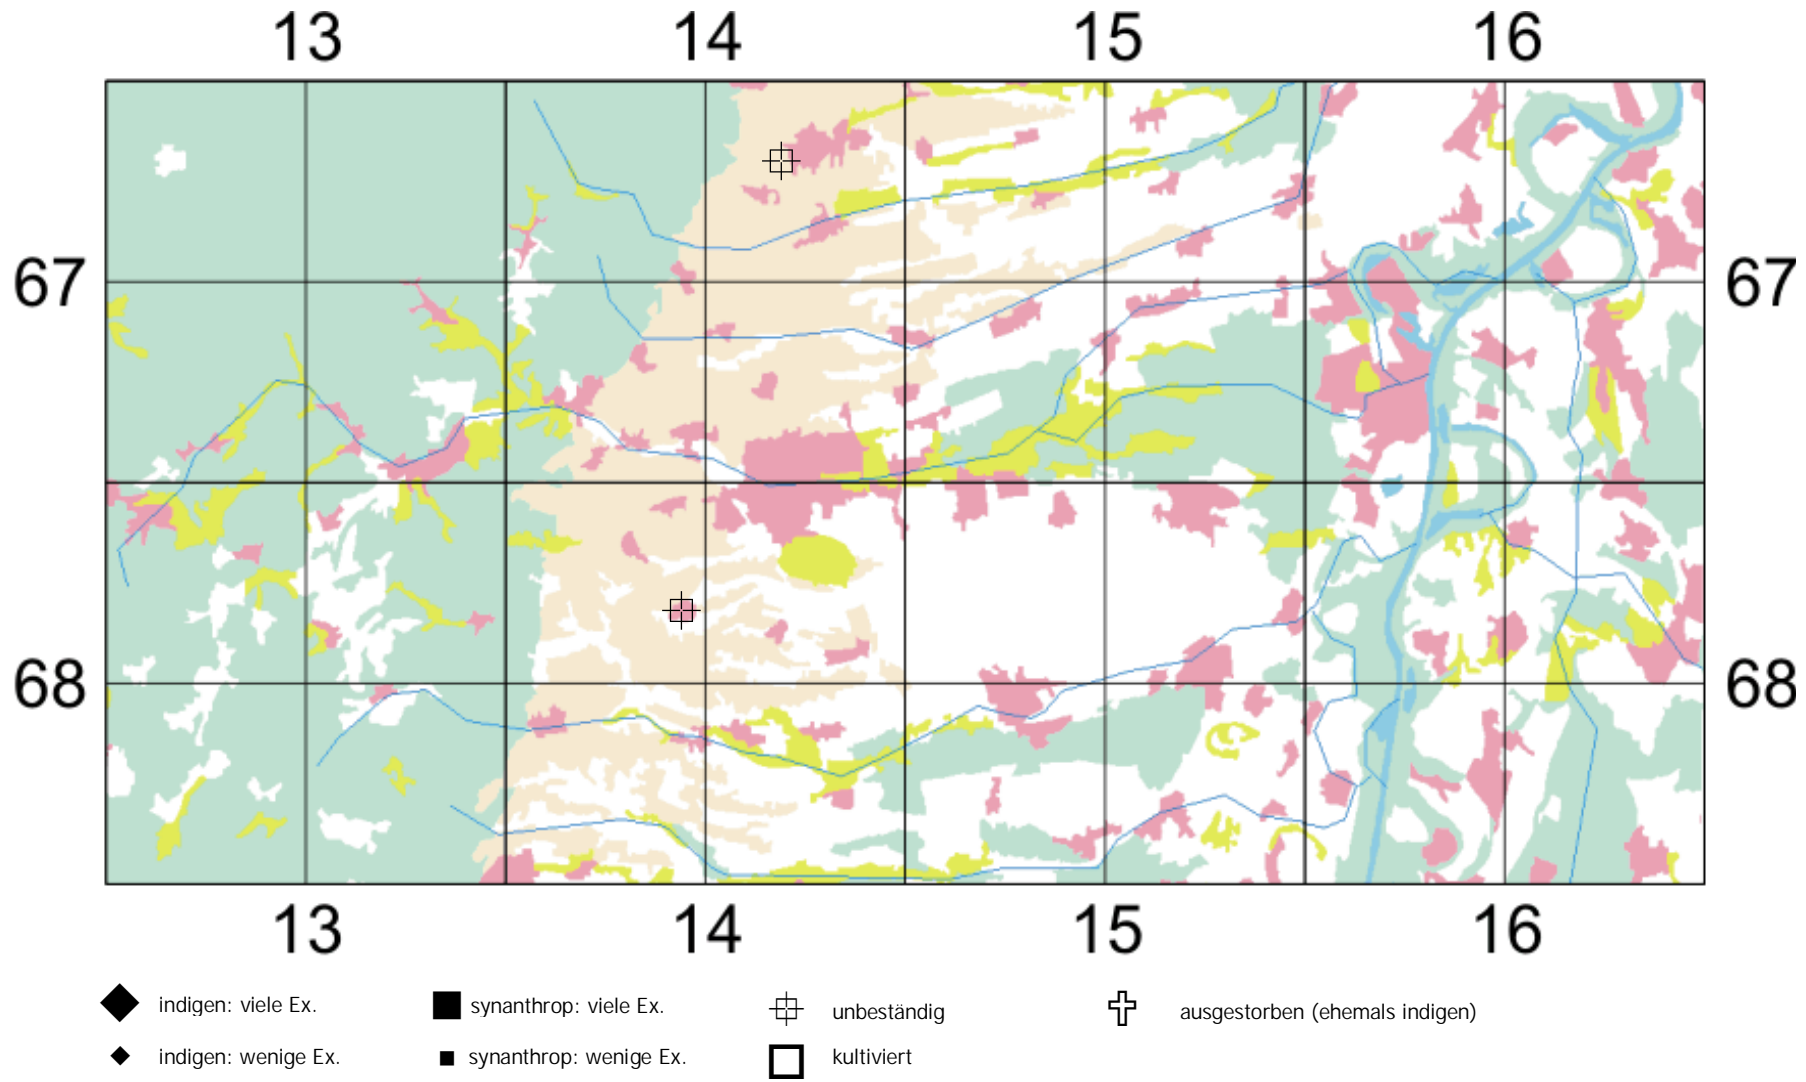 13 14 15 16
67 67
68 68
13 14 15 16
indigen: viele Ex. synanthrop: viele Ex. unbeständig ausgestorben (ehemals indigen)
indigen: wenige Ex. synanthrop: wenige Ex. kultiviert